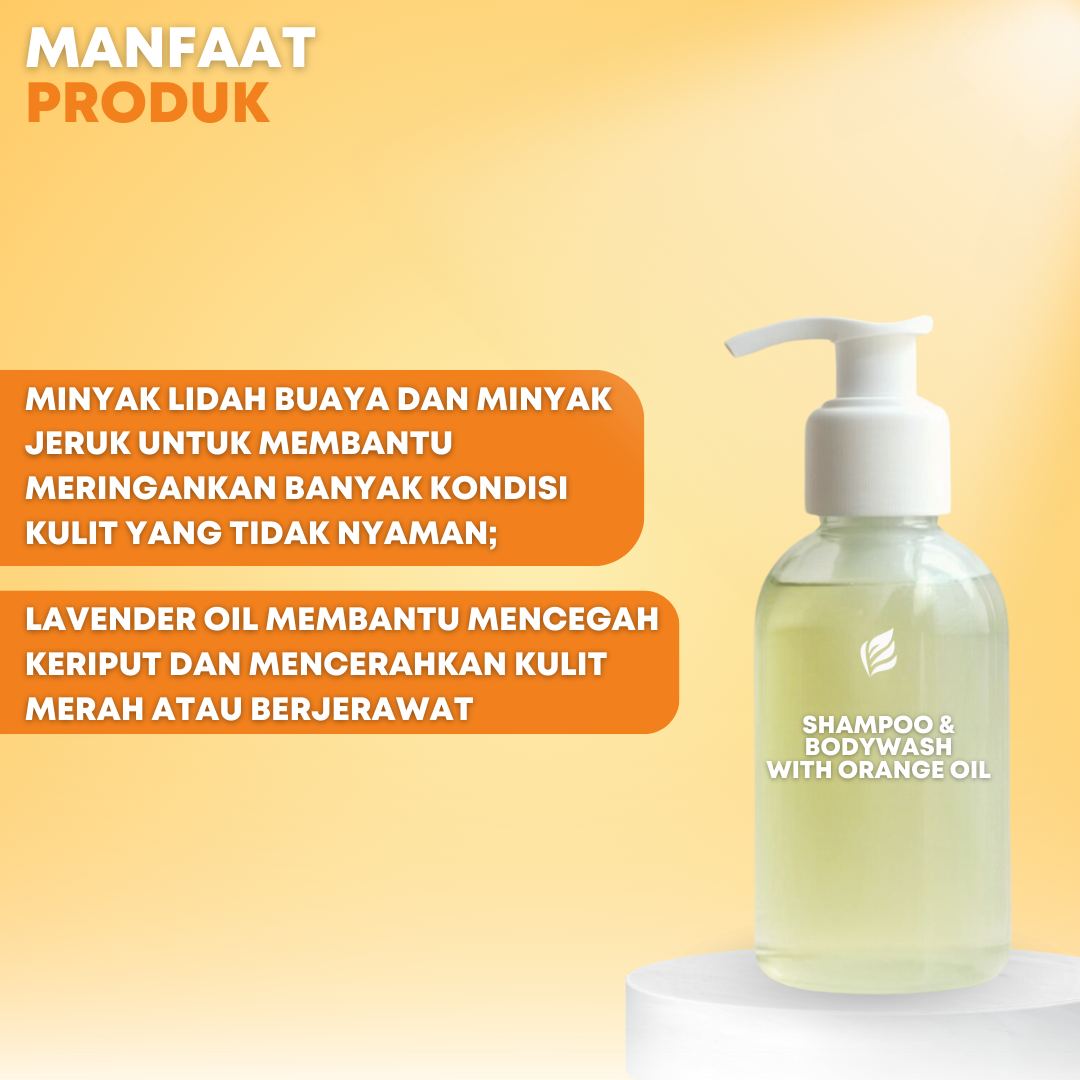 MANFAAT
PRODUK
MINYAK LIDAH BUAYA DAN MINYAK
JERUK UNTUK MEMBANTU
MERINGANKAN BANYAK KONDISI
KULIT YANG TIDAK NYAMAN;
LAVENDER OIL MEMBANTU MENCEGAH
KERIPUT DAN MENCERAHKAN KULIT
MERAH ATAU BERJERAWAT
SHAMPOO &
BODYWASH
WITH ORANGE OIL